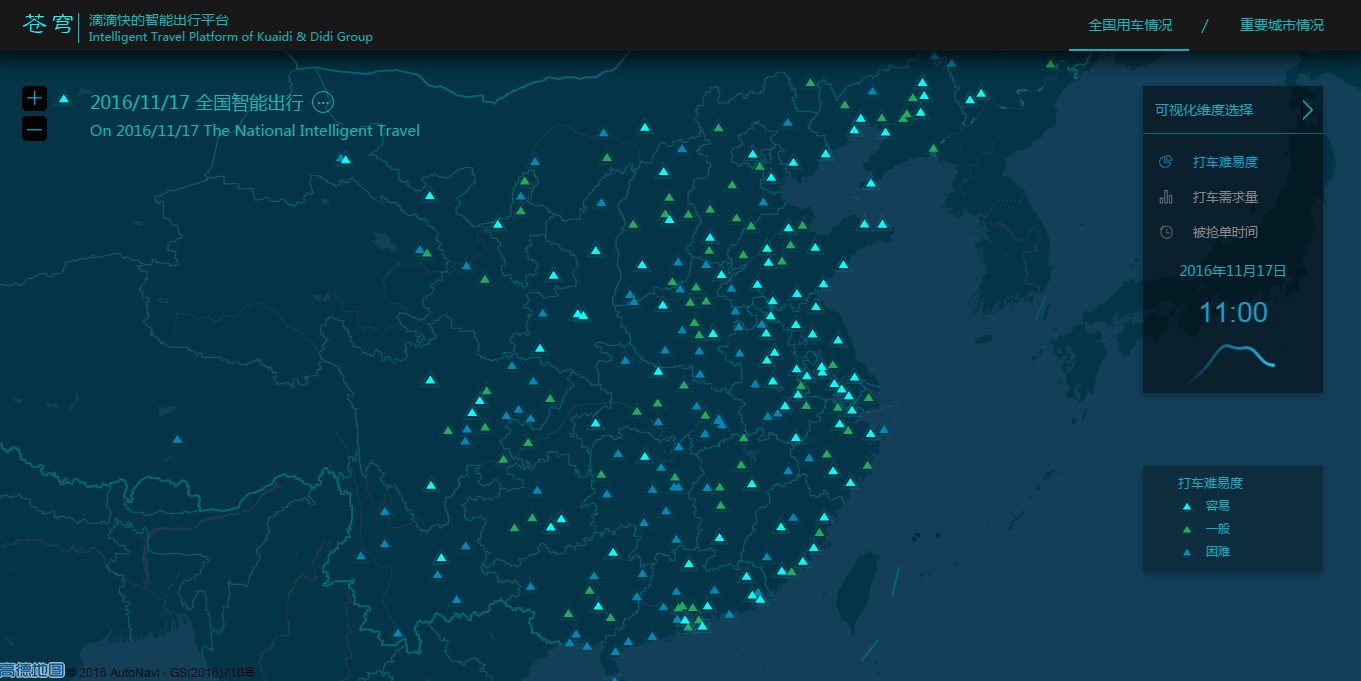 苍穹
滴滴快的智能出行平台
Intelligent Travel Platform of Kuaidi & Didi Group
全国用车情况 / 重要城市情况
2016/11/17 全国智能出行
On 2016/11/17 The National Intelligent Travel
可视化维度选择
打车难易度
打车需求量
被抢单时间
2016年11月17日
11:00
打车难易度
容易
一般
困难
高德地图 © 2016 AutoNavi - GS(2016)710号